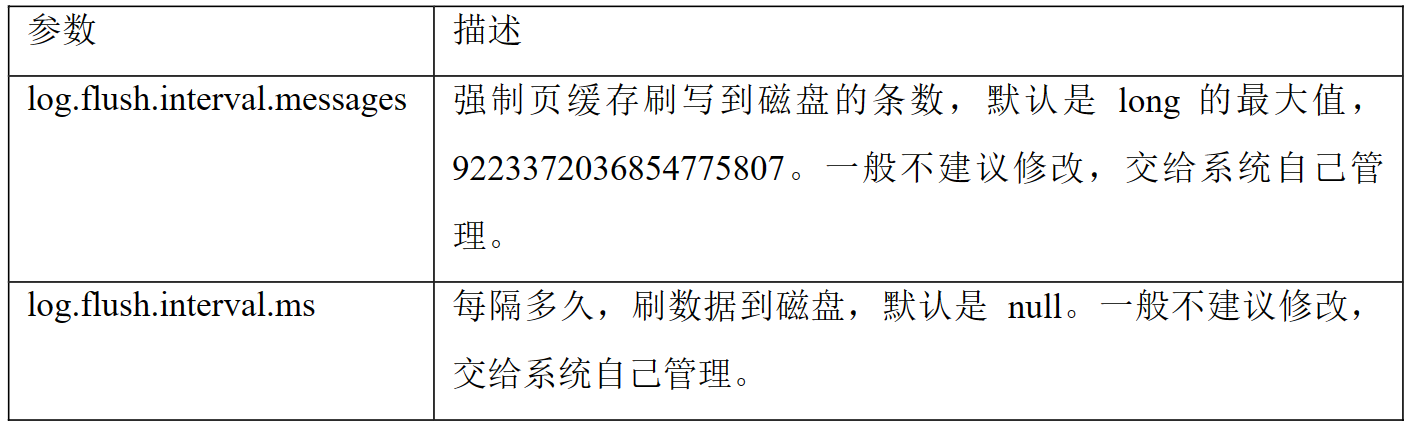 参数 描述
log.flush.interval.messages 强制页缓存刷写到磁盘的条数，默认是 long 的最大值，
9223372036854775807。一般不建议修改，交给系统自己管
理。
log.flush.interval.ms 每隔多久，刷数据到磁盘，默认是 null。一般不建议修改，
交给系统自己管理。